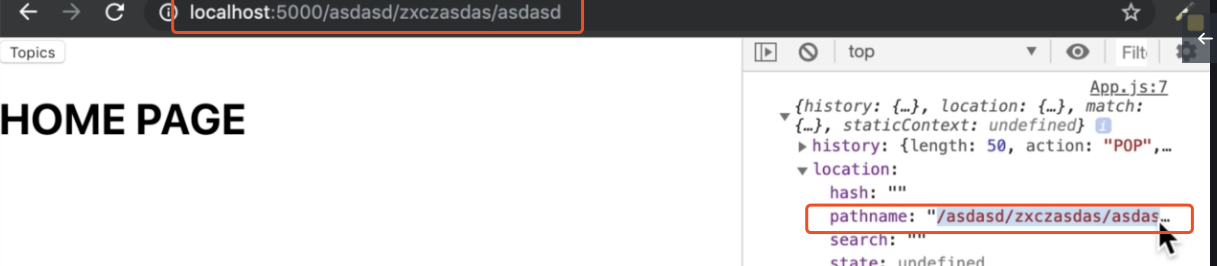 localhost:5000/asdasd/zxczasdas/asdasd
Topics
HOME PAGE
top
Filt
App.js:7
{history: {…}, location: {…}, match:
{…}, staticContext: undefined}
history: {length: 50, action: "POP",…
location:
hash: ""
pathname: "/asdasd/zxczasdas/asdas…
search: ""
state: undefined